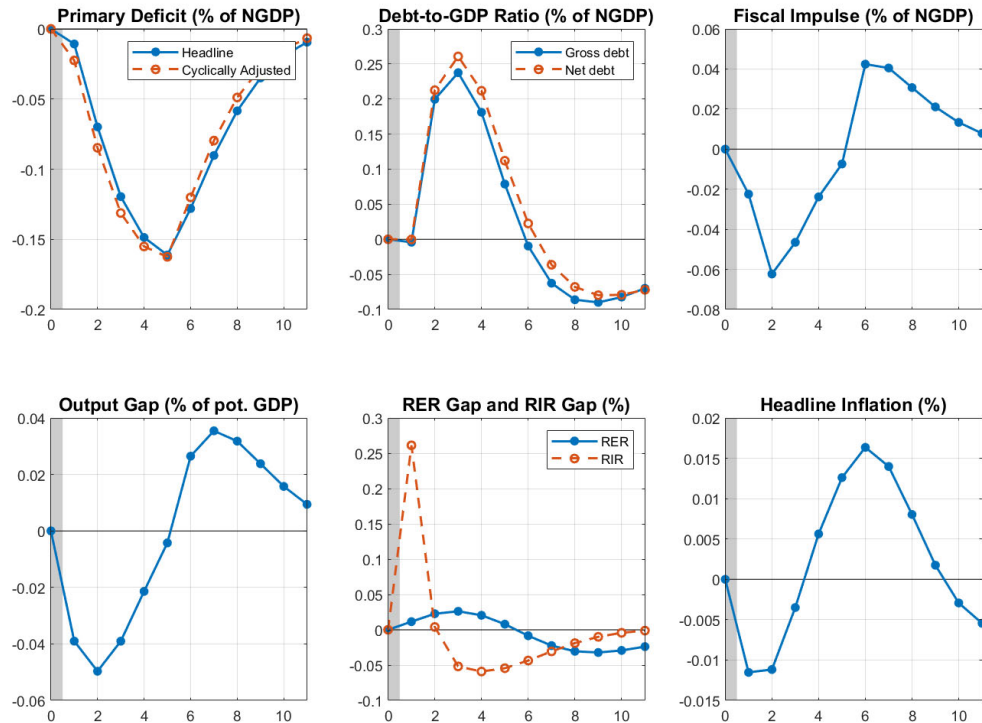 Primary Deficit (% of NGDP)
0
-0.05
-0.1
-0.15
-0.2
0 2 4 6 8 10
Headline
Cyclically Adjusted
Debt-to-GDP Ratio (% of NGDP)
0.3
0.25
0.2
0.15
0.1
0.05
0
-0.05
-0.1
0 2 4 6 8 10
Gross debt
Net debt
Fiscal Impulse (% of NGDP)
0.06
0.04
0.02
0
-0.02
-0.04
-0.06
-0.08
0 2 4 6 8 10
Output Gap (% of pot. GDP)
0.04
0.02
0
-0.02
-0.04
-0.06
0 2 4 6 8 10
RER Gap and RIR Gap (%)
0.3
0.25
0.2
0.15
0.1
0.05
0
-0.05
-0.1
0 2 4 6 8 10
RER
RIR
Headline Inflation (%)
0.02
0.015
0.01
0.005
0
-0.005
-0.01
-0.015
0 2 4 6 8 10